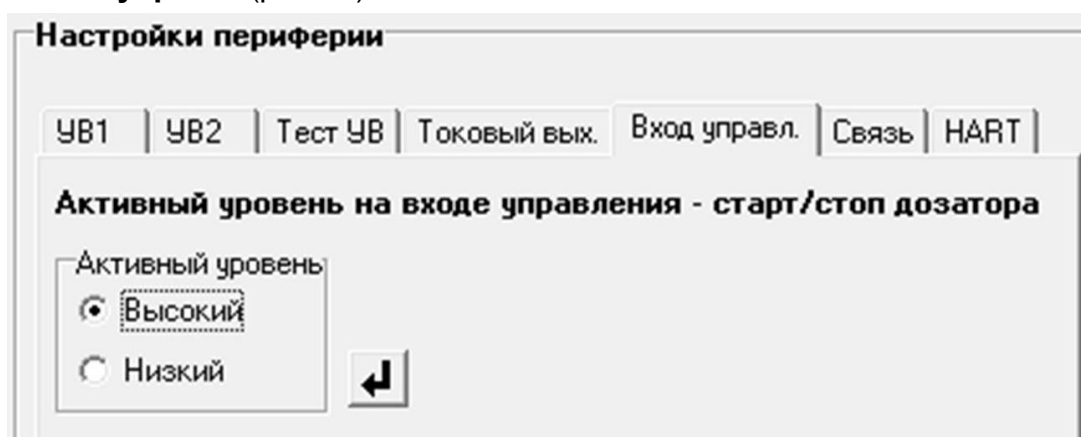 Настройки периферии
УВ1 УВ2 Тест УВ Токовый вых. Вход управл. Связь HART
Активный уровень на входе управления - старт/стоп дозатора
Активный уровень
Высокий
Низкий